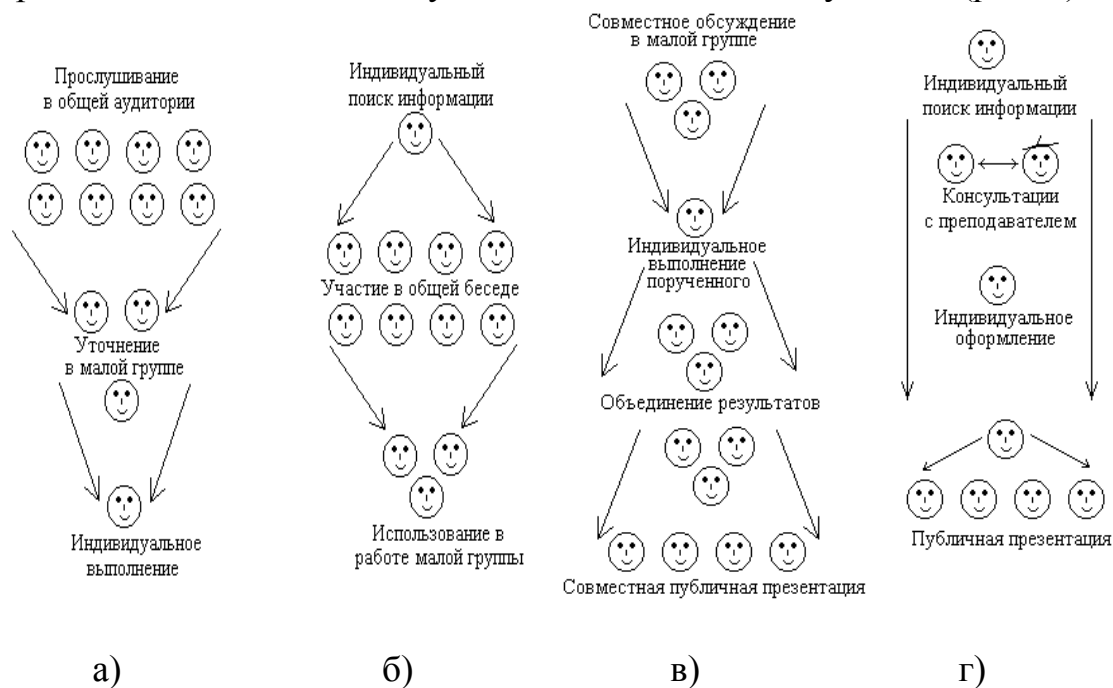 Прослушивание
в общей аудитории
Уточнение
в малой группе
Индивидуальное
выполнение
Индивидуальный
поиск информации
Участие в общей беседе
Использование в
работе малой группы
Совместное обсуждение
в малой группе
Индивидуальное
выполнение
порученного
Объединение результатов
Совместная публичная презентация
Индивидуальный
поиск информации
Консультации
с преподавателем
Индивидуальное
оформление
Публичная презентация
а) б) в) г)